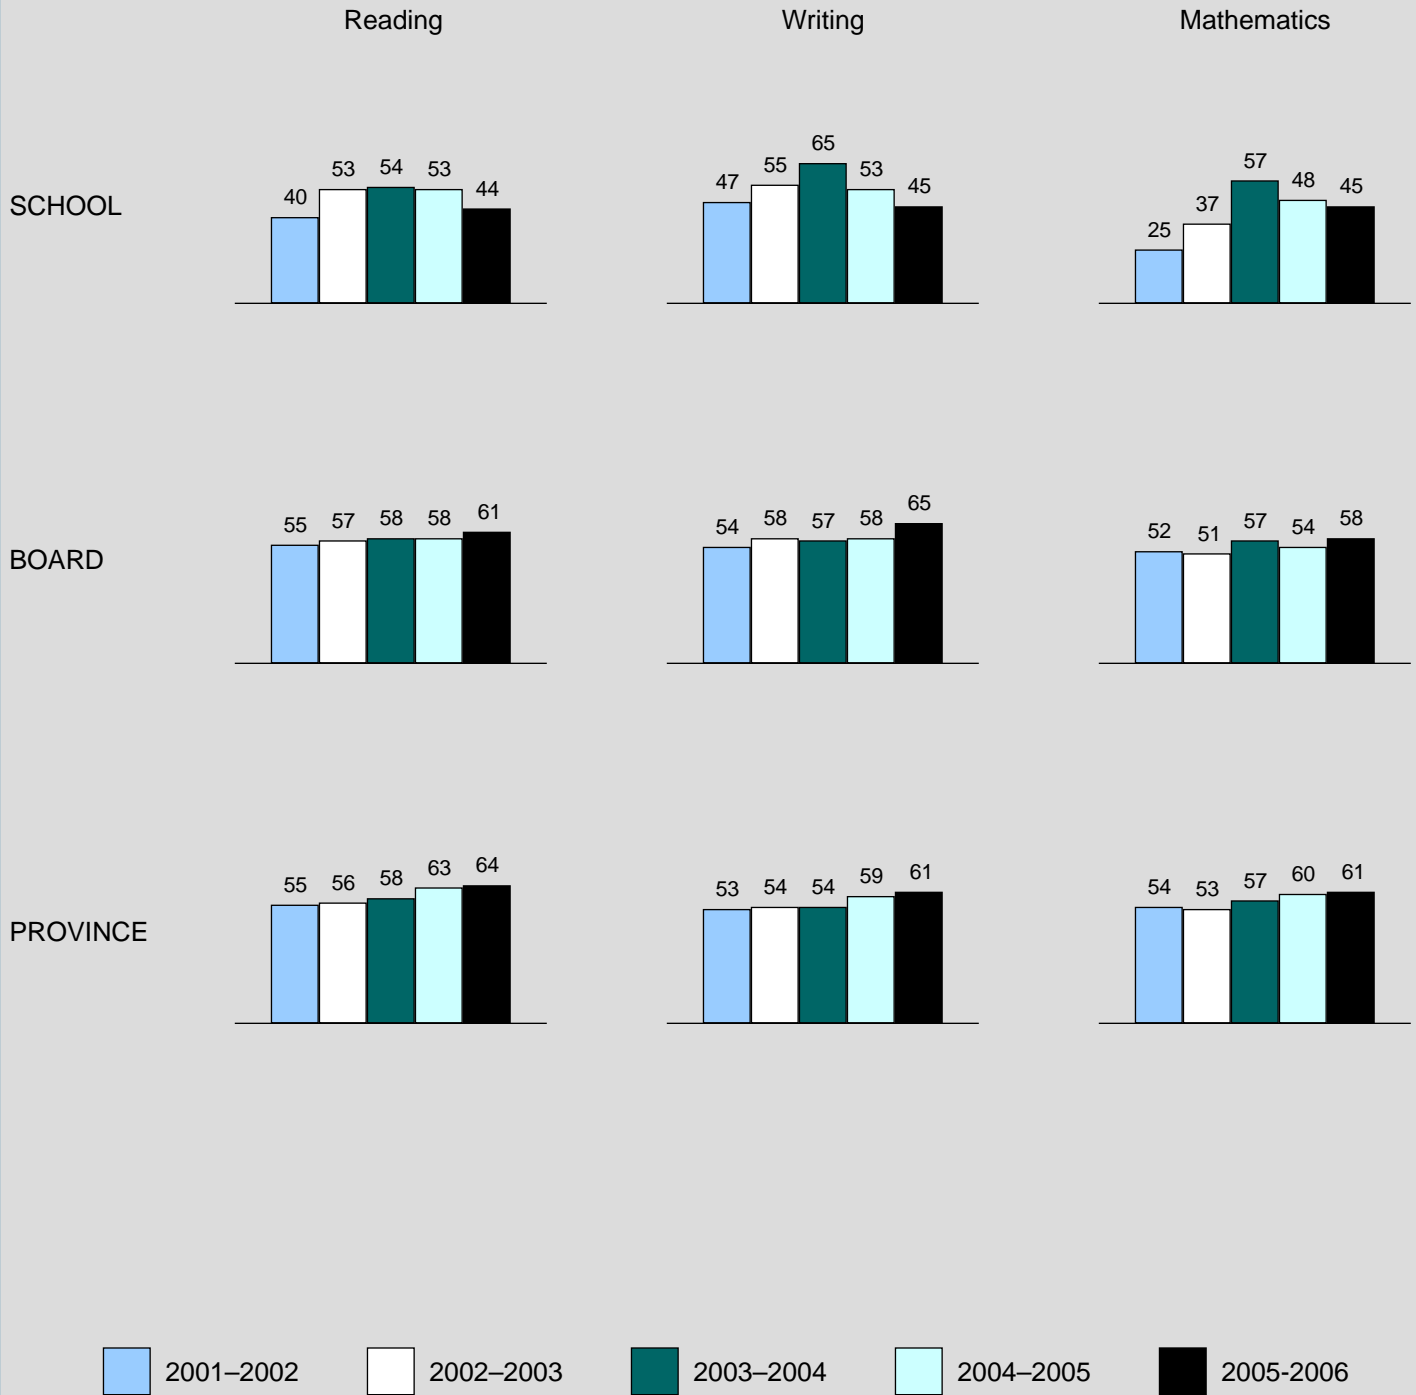 Reading Writing Mathematics
SCHOOL
40 53 54 53 44
47 55 65 53 45
25 37 57 48 45
BOARD
55 57 58 58 61
54 58 57 58 65
52 51 57 54 58
PROVINCE
55 56 58 63 64
53 54 54 59 61
54 53 57 60 61
2001–2002 2002–2003 2003–2004 2004–2005 2005-2006